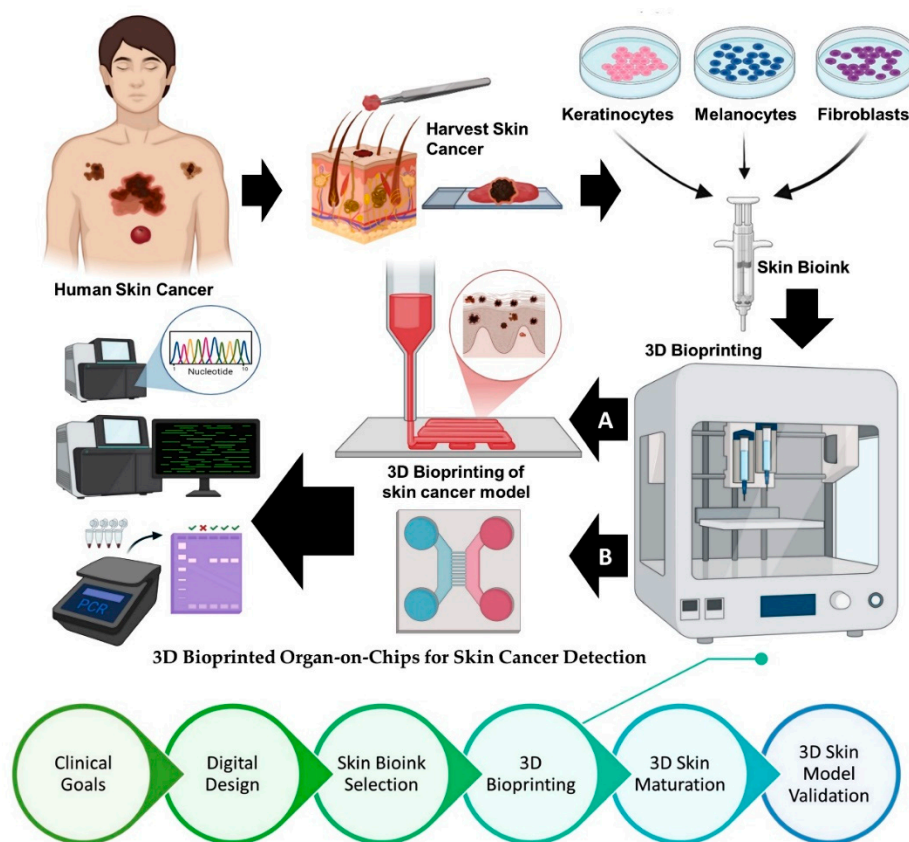 Keratinocytes
Melanocytes
Fibroblasts
Harvest Skin
Cancer
Human Skin Cancer
Skin Bioink
3D Bioprinting
Nucleotide
1
10
A
3D Bioprinting of
skin cancer model
B
PCR
3D Bioprinted Organ-on-Chips for Skin Cancer Detection
Clinical
Goals
Digital
Design
Skin Bioink
Selection
3D
Bioprinting
3D Skin
Maturation
3D Skin
Model
Validation